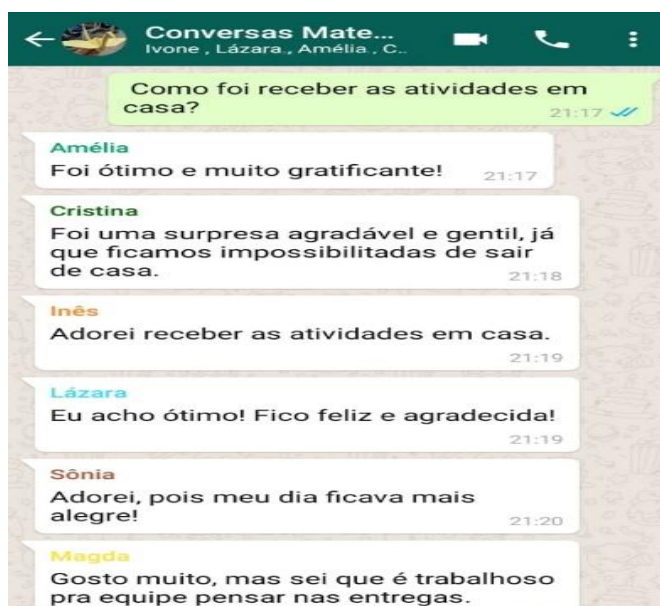 Conversas Mate...
Ivone , Lázara., Amélia., C..
Como foi receber as atividades em
casa?
21:17
Amélia
Foi ótimo e muito gratificante!
21:17
Cristina
Foi uma surpresa agradável e gentil, já
que ficamos impossibilitadas de sair
de casa.
21:18
Inês
Adorei receber as atividades em casa.
21:19
Lázara
Eu acho ótimo! Fico feliz e agradecida!
21:19
Sônia
Adorei, pois meu dia ficava mais
alegre!
21:20
Magda
Gosto muito, mas sei que é trabalhoso
pra equipe pensar nas entregas.